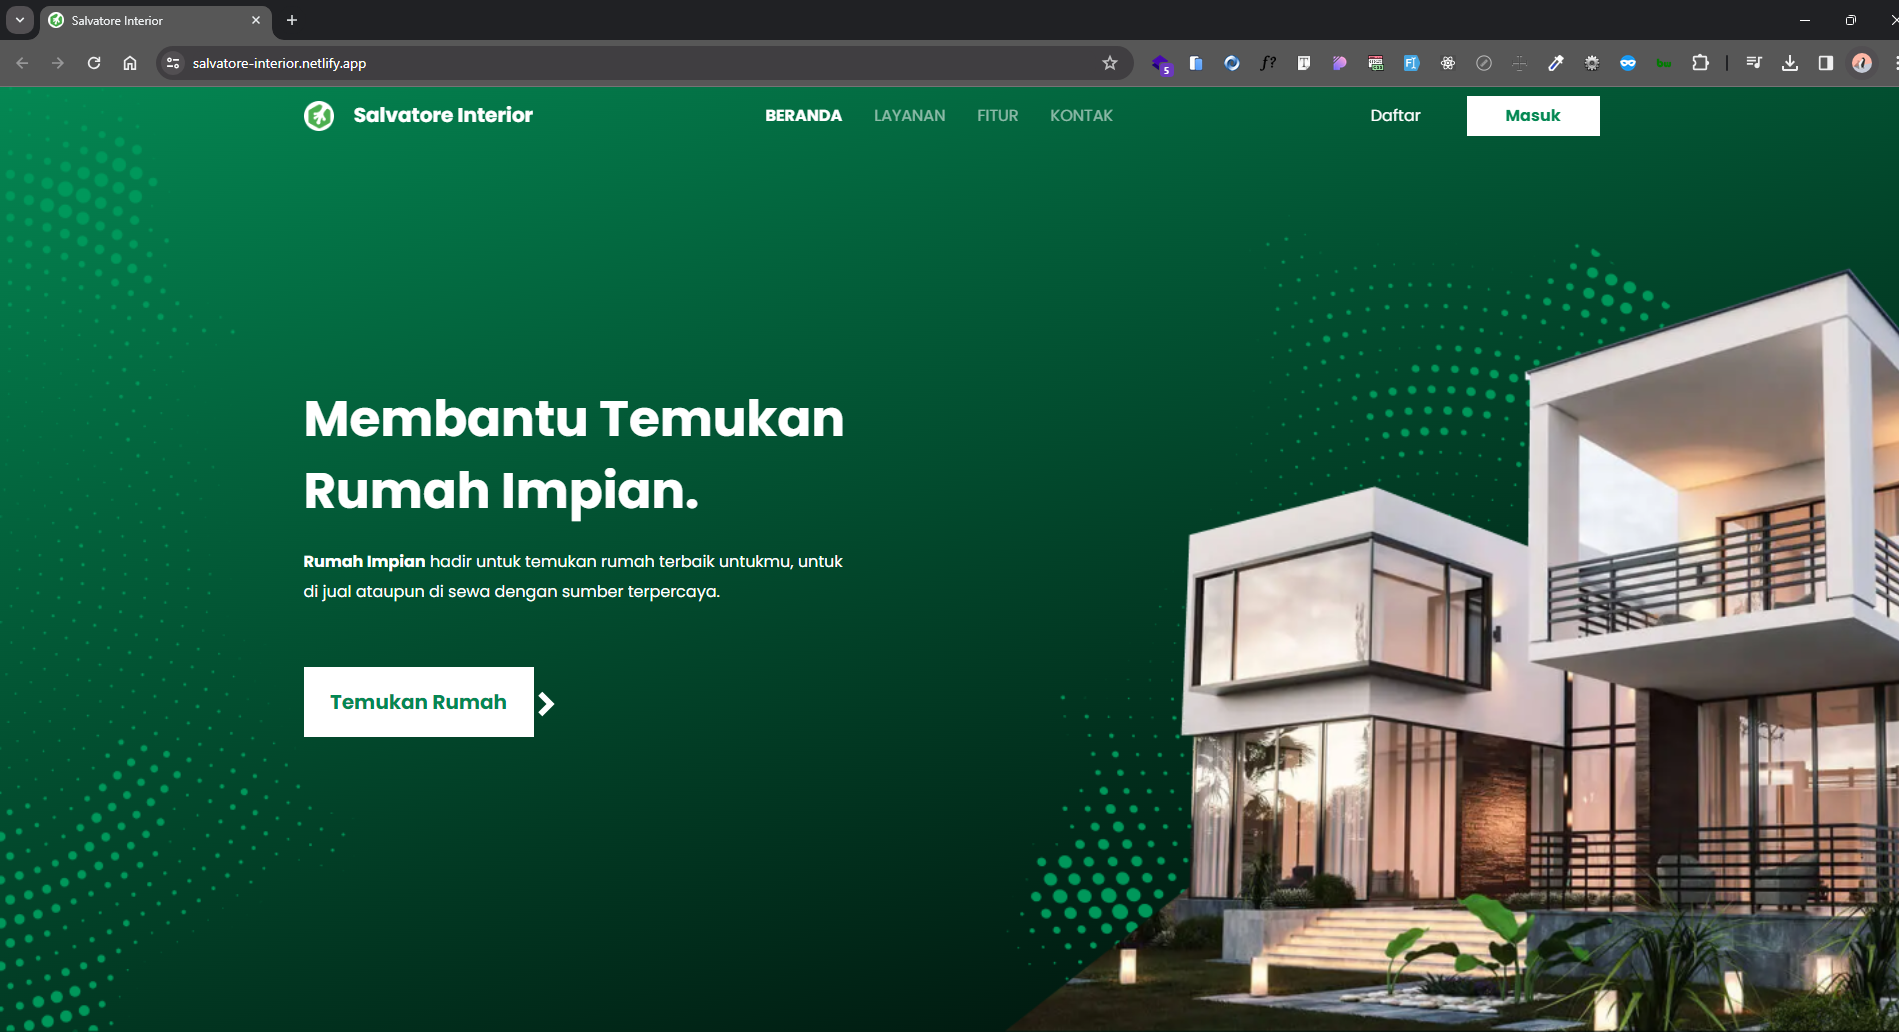 Salvatore Interior
salvatore-interior.netlify.app
5
f?
Salvatore Interior
BERANDA
LAYANAN
FITUR
KONTAK
Daftar
Masuk
Membantu Temukan
Rumah Impian.
Rumah Impian hadir untuk temukan rumah terbaik untukmu, untuk
di jual ataupun di sewa dengan sumber terpercaya.
Temukan Rumah